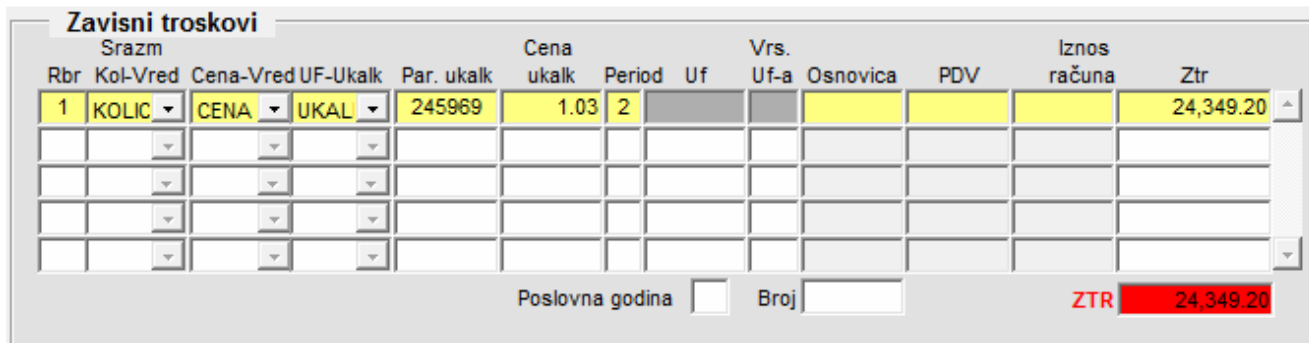 Zavisni troskovi
Srazm Cena Vrs. Iznos
Rbr Kol-Vred Cena-Vred UF-Ukalk Par. ukalk ukalk Period Uf Uf-a Osnovica PDV računa Ztr
1 KOLIC CENA UKALI 245969 1.03 2 24,349.20
Poslovna godina Broj ZTR 24,349.20